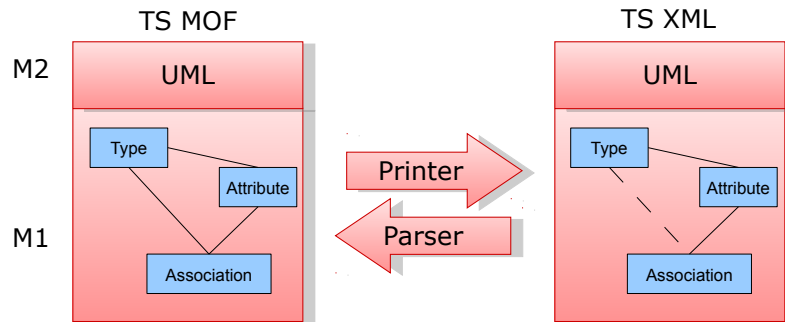 TS MOF
TS XML
M2
UML
UML
Type
Attribute
Association
Printer
Parser
Type
Attribute
Association
M1